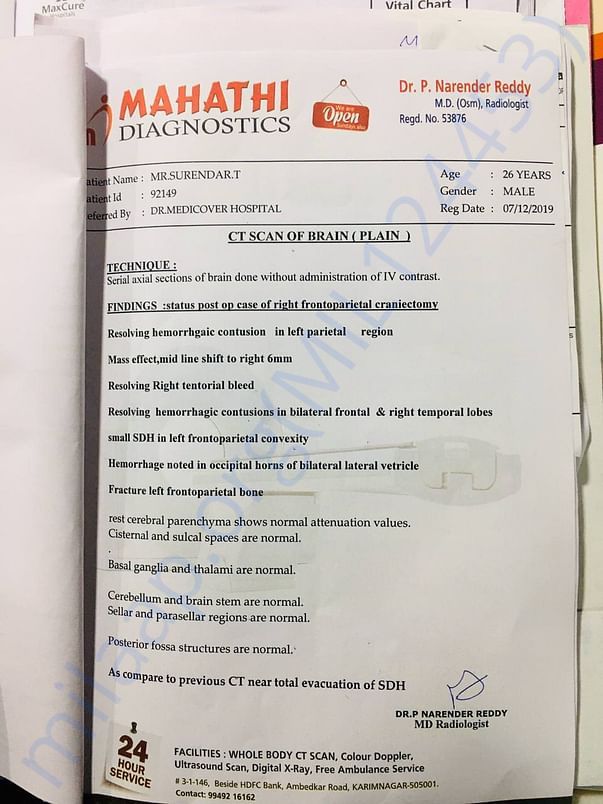 MaxCure
Hospitals
Vital Chart
MAHATHI
DIAGNOSTICS
We are
Open
Sundays also
Dr. P. Narender Reddy
M.D. (Osm), Radiologist
Regd. No. 53876
atient Name : MR.SURENDAR.T
atient Id : 92149
eferred By : DR.MEDICOVER HOSPITAL
Age : 26 YEARS
Gender : MALE
Reg Date : 07/12/2019
CT SCAN OF BRAIN ( PLAIN )
TECHNIQUE :
Serial axial sections of brain done without administration of IV contrast.
FINDINGS :status post op case of right frontoparietal craniectomy
Resolving hemorrhgaic contusion in left parietal region
Mass effect,mid line shift to right 6mm
Resolving Right tentorial bleed
Resolving hemorrhagic contusions in bilateral frontal & right temporal lobes
small SDH in left frontoparietal convexity
Hemorrhage noted in occipital horns of bilateral lateral vetricle
Fracture left frontoparietal bone
rest cerebral parenchyma shows normal attenuation values.
Cisternal and sulcal spaces are normal.
.
Basal ganglia and thalami are normal.
Cerebellum and brain stem are normal.
Sellar and parasellar regions are normal.
Posterior fossa structures are normal.
As compare to previous CT near total evacuation of SDH
DR.P NARENDER REDDY
MD Radiologist
24
HOUR
SERVICE
FACILITIES : WHOLE BODY CT SCAN, Colour Doppler,
Ultrasound Scan, Digital X-Ray, Free Ambulance Service
# 3-1-146, Beside HDFC Bank, Ambedkar Road, KARIMNAGAR-505001.
Contact: 99492 16162
milaap.org(MIL124453)